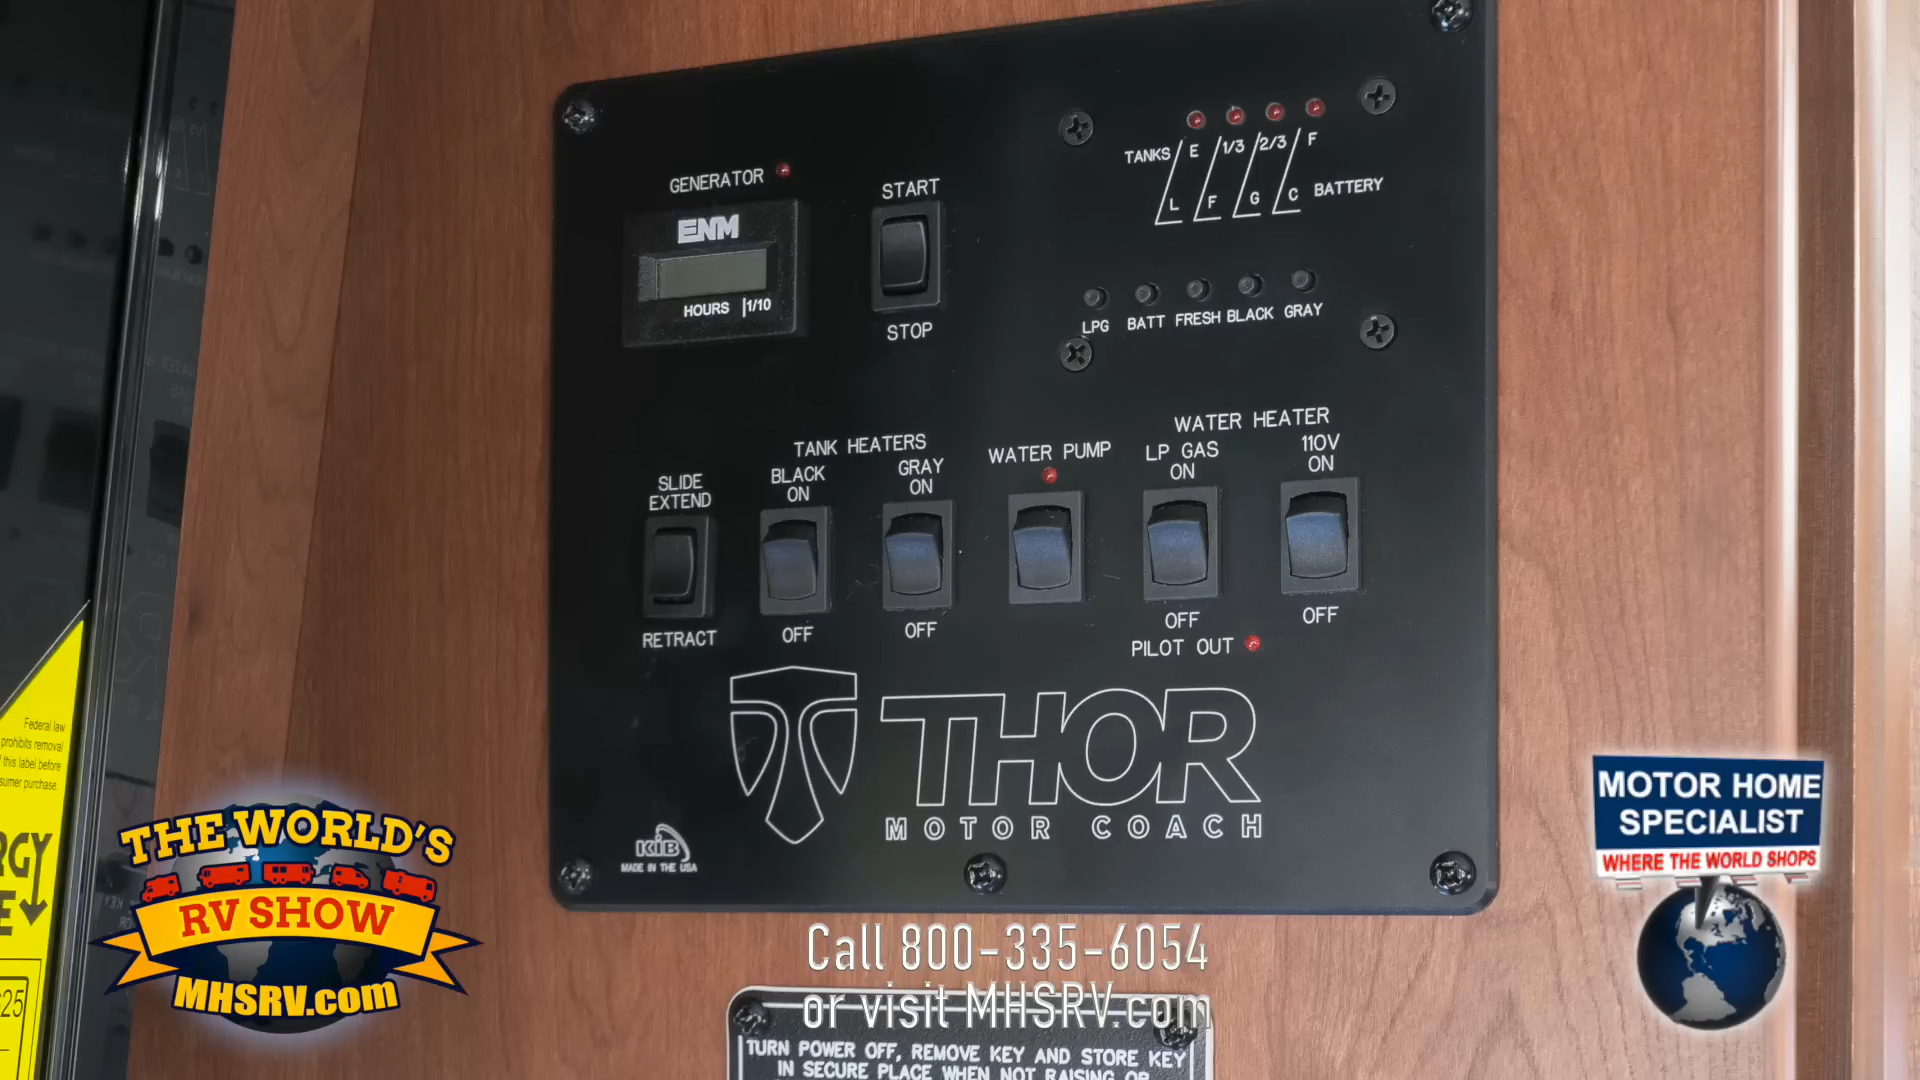 GENERATOR
ENM
HOURS 1/10
START
STOP
TANKS E 1/3 2/3 F
L F G C BATTERY
LPG BATT FRESH BLACK GRAY
SLIDE
EXTEND
RETRACT
TANK HEATERS
BLACK
ON
OFF
GRAY
ON
OFF
WATER PUMP
WATER HEATER
LP GAS
ON
OFF
PILOT OUT
110V
ON
OFF
THOR
MOTOR COACH
KiB
MADE IN THE USA
Federal law
prohibits removal
this label before
sumer purchase.
RGY
E
25
THE WORLD'S
RV SHOW
MHSRV.com
MOTOR HOME
SPECIALIST
WHERE THE WORLD SHOPS
Call 800-335-6054
or visit MHSRV.com
TURN POWER OFF, REMOVE KEY AND STORE KEY
IN SECURE PLACE WHEN NOT RAISING OR